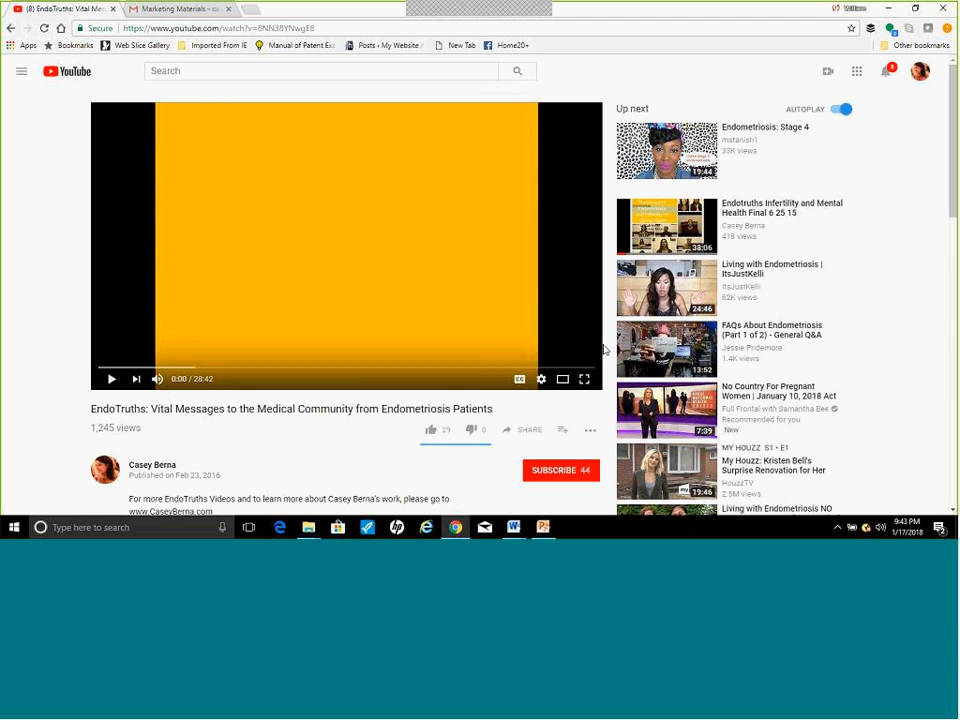 (8) EndoTruths: Vital Mes
Marketing Materials – ca
William
Secure
https://www.youtube.com/watch?v=8NN38YNwgE8
Apps
Bookmarks
Web Slice Gallery
Imported From IE
Manual of Patent Exa
Posts ‹ My Website
New Tab
Home20+
Other bookmarks
YouTube
Search
8
Up next
AUTOPLAY
Endometriosis: Stage 4
mstanish1
33K views
19:44
Endotruths Infertility and Mental
Health Final 6 25 15
Casey Berna
418 views
38:06
Living with Endometriosis |
ItsJustKelli
ItsJustKelli
62K views
24:46
FAQs About Endometriosis
(Part 1 of 2) - General Q&A
Jessie Pridemore
1.4K views
13:52
No Country For Pregnant
Women | January 10, 2018 Act
Full Frontal with Samantha Bee
Recommended for you
New
7:39
MY HOUZZ S1 • E1
My Houzz: Kristen Bell's
Surprise Renovation for Her
HouzzTV
2.5M views
19:46
Living with Endometriosis NO
0:00 / 28:42
CC
EndoTruths: Vital Messages to the Medical Community from Endometriosis Patients
1,245 views
29
0
SHARE
Casey Berna
Published on Feb 23, 2016
SUBSCRIBE 44
For more EndoTruths Videos and to learn more about Casey Berna's work, please go to
www.CaseyBerna.com
Type here to search
hp
9:43 PM
1/17/2018
2